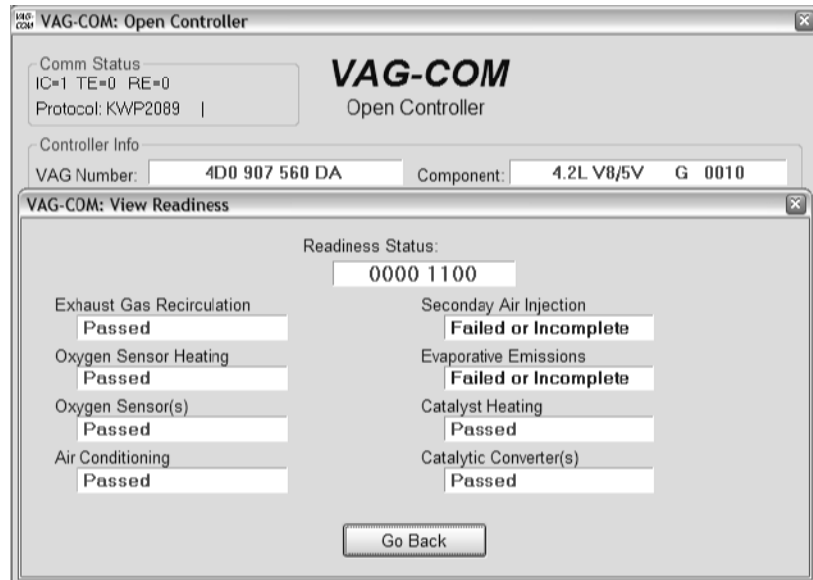 VAG-COM: Open Controller
Comm Status
IC=1 TE=0 RE=0
Protocol: KWP2089 |
VAG-COM
Open Controller
Controller Info
VAG Number: 4D0 907 560 DA Component: 4.2L V8/5V G 0010
VAG-COM: View Readiness
Readiness Status:
0000 1100
Exhaust Gas Recirculation
Passed
Oxygen Sensor Heating
Passed
Oxygen Sensor(s)
Passed
Air Conditioning
Passed
Seconday Air Injection
Failed or Incomplete
Evaporative Emissions
Failed or Incomplete
Catalyst Heating
Passed
Catalytic Converter(s)
Passed
Go Back